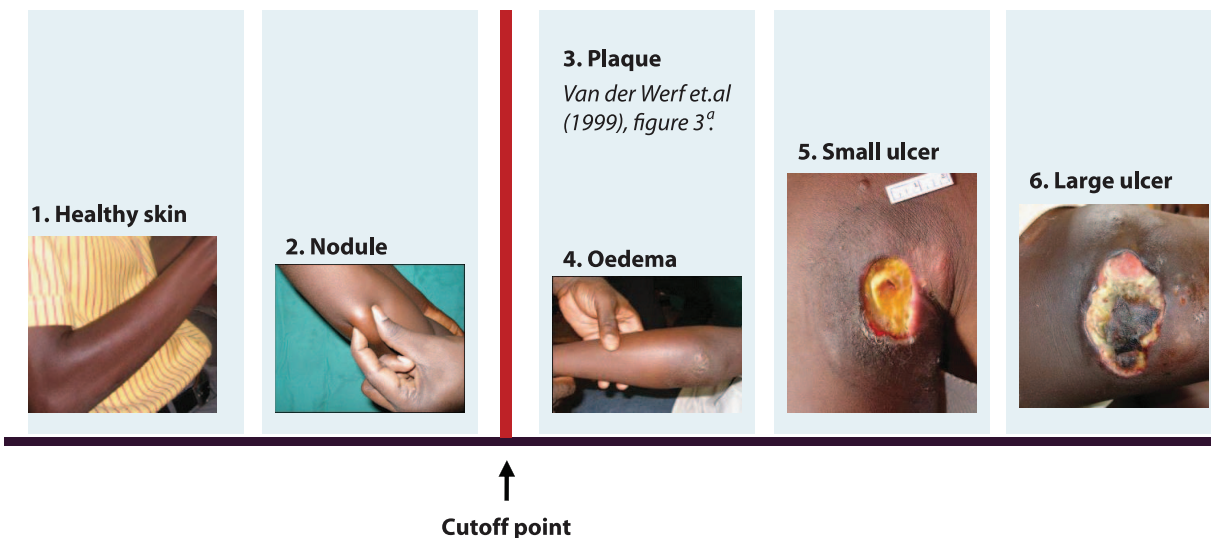 1. Healthy skin
2. Nodule
3. Plaque
Van der Werf et.al
(1999), figure 3a.
4. Oedema
5. Small ulcer
6. Large ulcer
Cutoff point